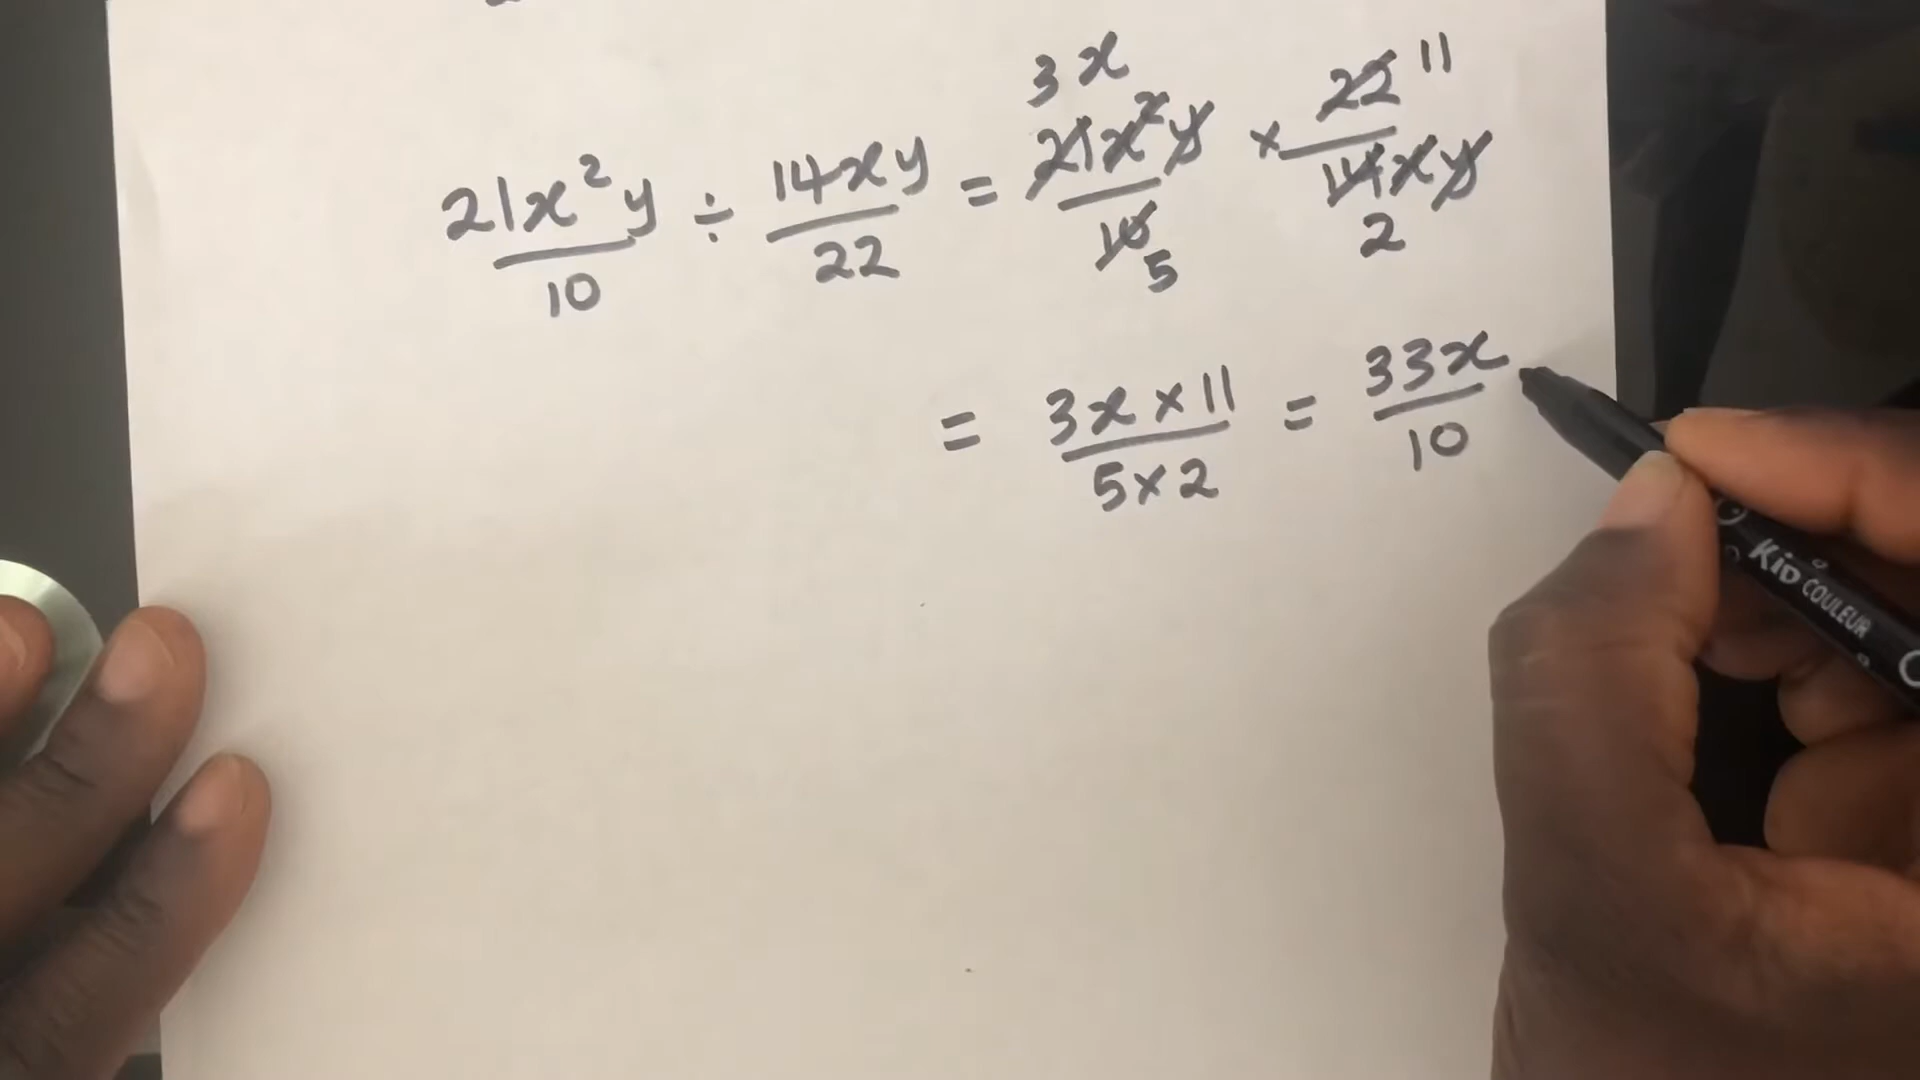 21x²y/10 ÷ 14xy/22 = 21x²y/10 × 22/14xy
3x 11
5 2
= 3x × 11/5 × 2 = 33x/10
KiD COULEUR